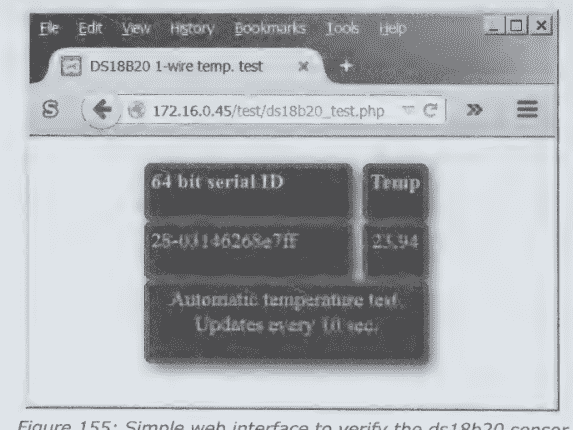 File Edit View History Bookmarks Tools Help
DS18B20 1-wire temp. test
172.16.0.45/test/ds18b20_test.php
64 bit serial ID Temp
28-03146268e7ff 23.94
Automatic temperature test.
Updates every 10 sec.
Figure 155: Simple web interface to verify the ds18b20 sensor